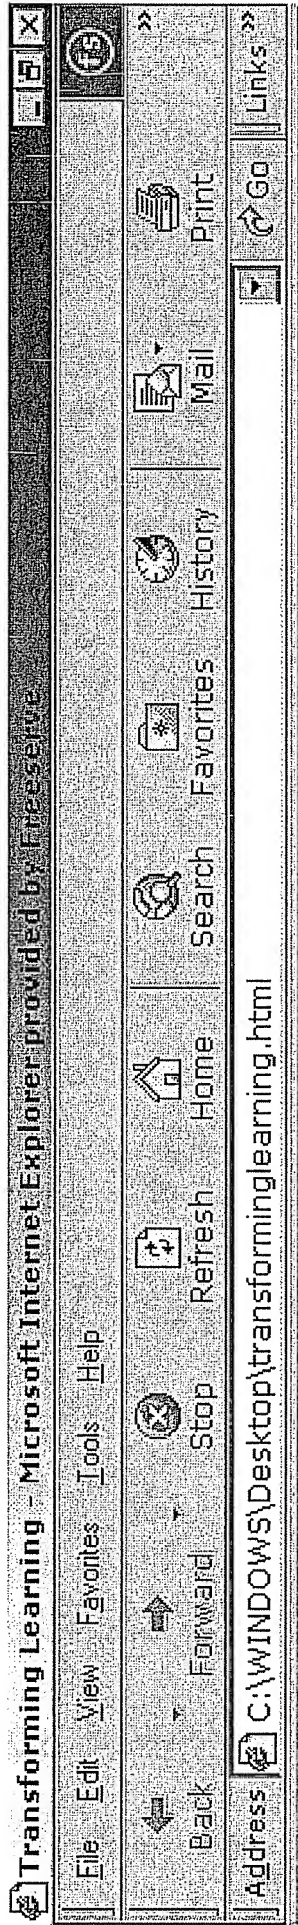 Transforming Learning - Microsoft Internet Explorer provided by Freeserve
File Edit View Favorites Tools Help
fs
Back Forward Stop Refresh Home Search Favorites History Mail Print »
Address C:\WINDOWS\Desktop\transforminglearning.html Go Links »